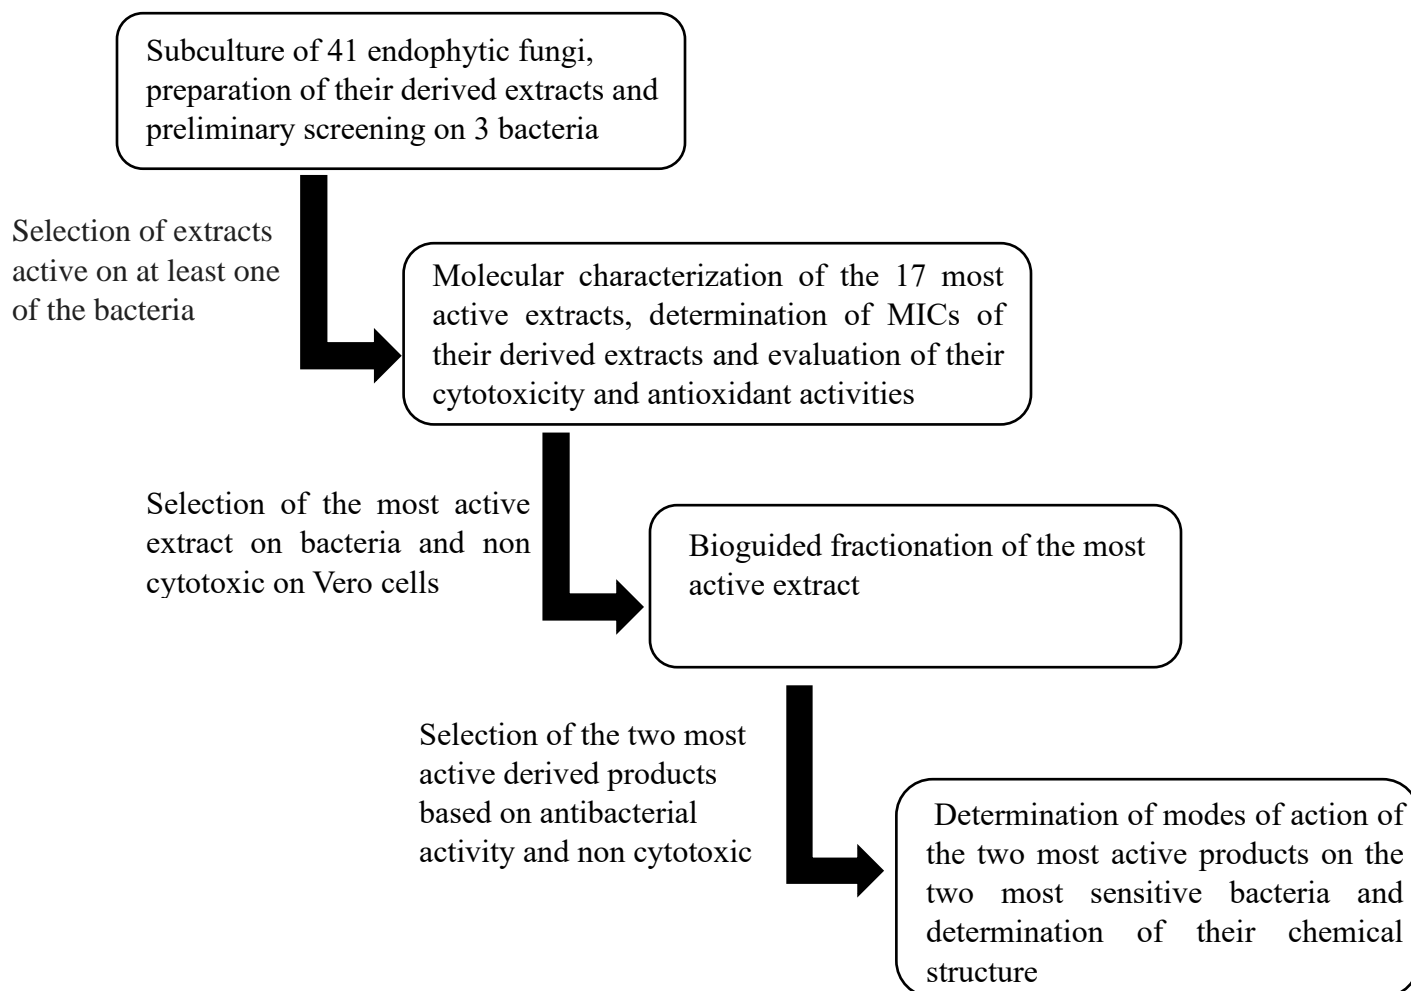 Subculture of 41 endophytic fungi,
preparation of their derived extracts and
preliminary screening on 3 bacteria
Selection of extracts
active on at least one
of the bacteria
Molecular characterization of the 17 most
active extracts, determination of MICs of
their derived extracts and evaluation of their
cytotoxicity and antioxidant activities
Selection of the most active
extract on bacteria and non
cytotoxic on Vero cells
Bioguided fractionation of the most
active extract
Selection of the two most
active derived products
based on antibacterial
activity and non cytotoxic
Determination of modes of action of
the two most active products on the
two most sensitive bacteria and
determination of their chemical
structure